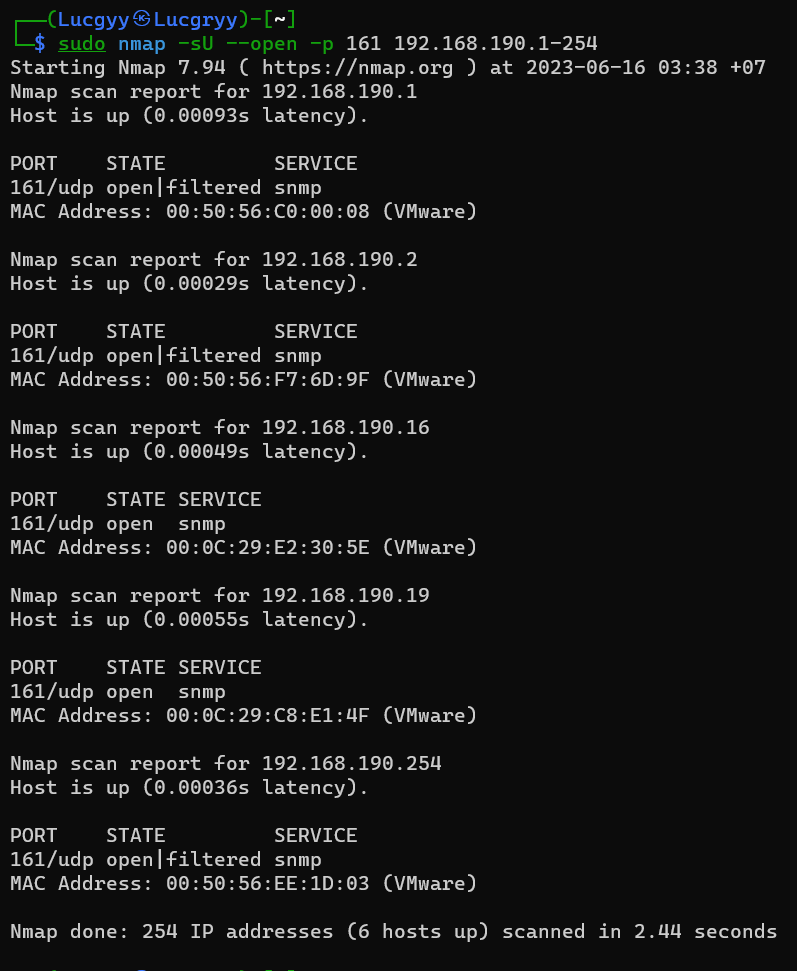 ┌──(Lucgyy㉿Lucgryy)-[~]
└─$ sudo nmap -sU --open -p 161 192.168.190.1-254
Starting Nmap 7.94 ( https://nmap.org ) at 2023-06-16 03:38 +07
Nmap scan report for 192.168.190.1
Host is up (0.00093s latency).

PORT    STATE         SERVICE
161/udp open|filtered snmp
MAC Address: 00:50:56:C0:00:08 (VMware)

Nmap scan report for 192.168.190.2
Host is up (0.00029s latency).

PORT    STATE         SERVICE
161/udp open|filtered snmp
MAC Address: 00:50:56:F7:6D:9F (VMware)

Nmap scan report for 192.168.190.16
Host is up (0.00049s latency).

PORT    STATE SERVICE
161/udp open  snmp
MAC Address: 00:0C:29:E2:30:5E (VMware)

Nmap scan report for 192.168.190.19
Host is up (0.00055s latency).

PORT    STATE SERVICE
161/udp open  snmp
MAC Address: 00:0C:29:C8:E1:4F (VMware)

Nmap scan report for 192.168.190.254
Host is up (0.00036s latency).

PORT    STATE         SERVICE
161/udp open|filtered snmp
MAC Address: 00:50:56:EE:1D:03 (VMware)

Nmap done: 254 IP addresses (6 hosts up) scanned in 2.44 seconds